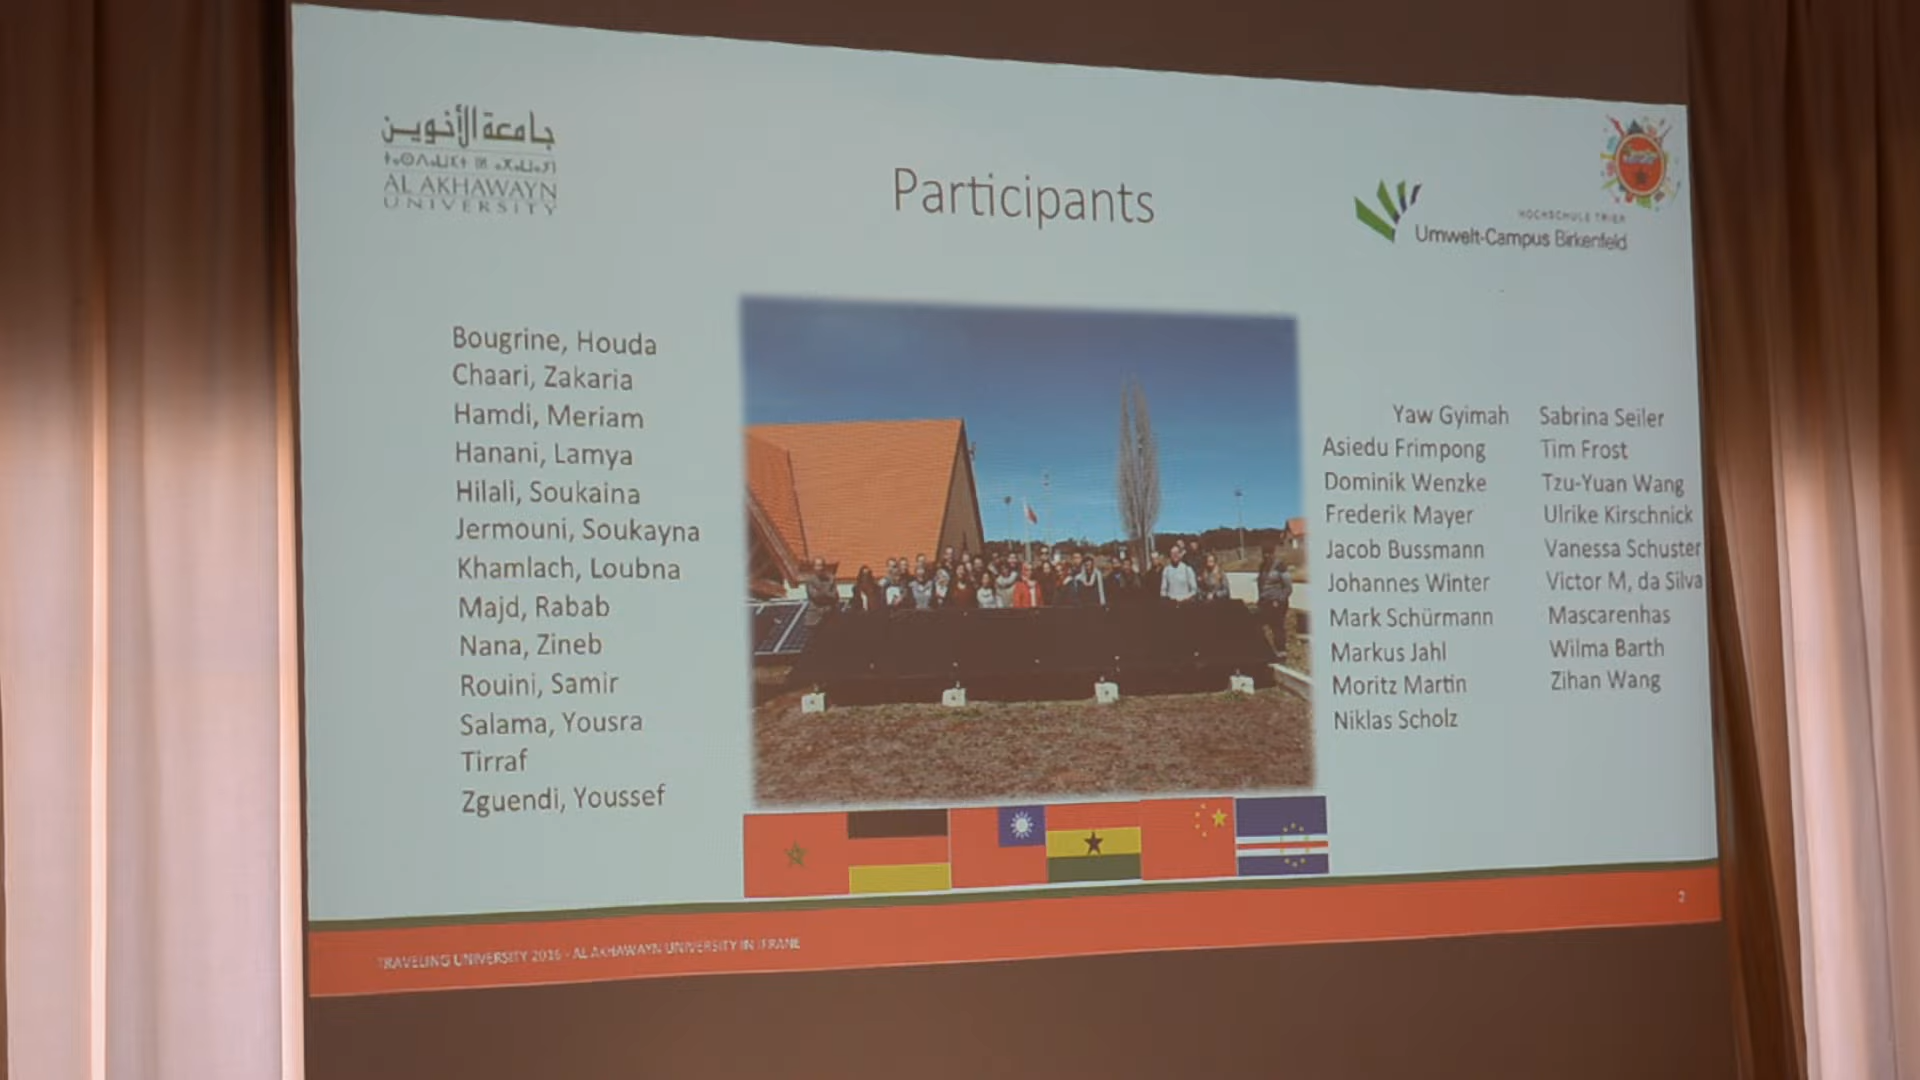 جامعة الأخوين
AL AKHAWAYN
UNIVERSITY
Participants
HOCHSCHULE TRIER
Umwelt-Campus Birkenfeld
Bougrine, Houda
Chaari, Zakaria
Hamdi, Meriam
Hanani, Lamya
Hilali, Soukaina
Jermouni, Soukayna
Khamlach, Loubna
Majd, Rabab
Nana, Zineb
Rouini, Samir
Salama, Yousra
Tirraf
Zguendi, Youssef
Yaw Gyimah
Asiedu Frimpong
Dominik Wenzke
Frederik Mayer
Jacob Bussmann
Johannes Winter
Mark Schürmann
Markus Jahl
Moritz Martin
Niklas Scholz
Sabrina Seiler
Tim Frost
Tzu-Yuan Wang
Ulrike Kirschnick
Vanessa Schuster
Victor M, da Silva
Mascarenhas
Wilma Barth
Zihan Wang
TRAVELING UNIVERSITY 2016 - AL AKHAWAYN UNIVERSITY IN IFRANE
2